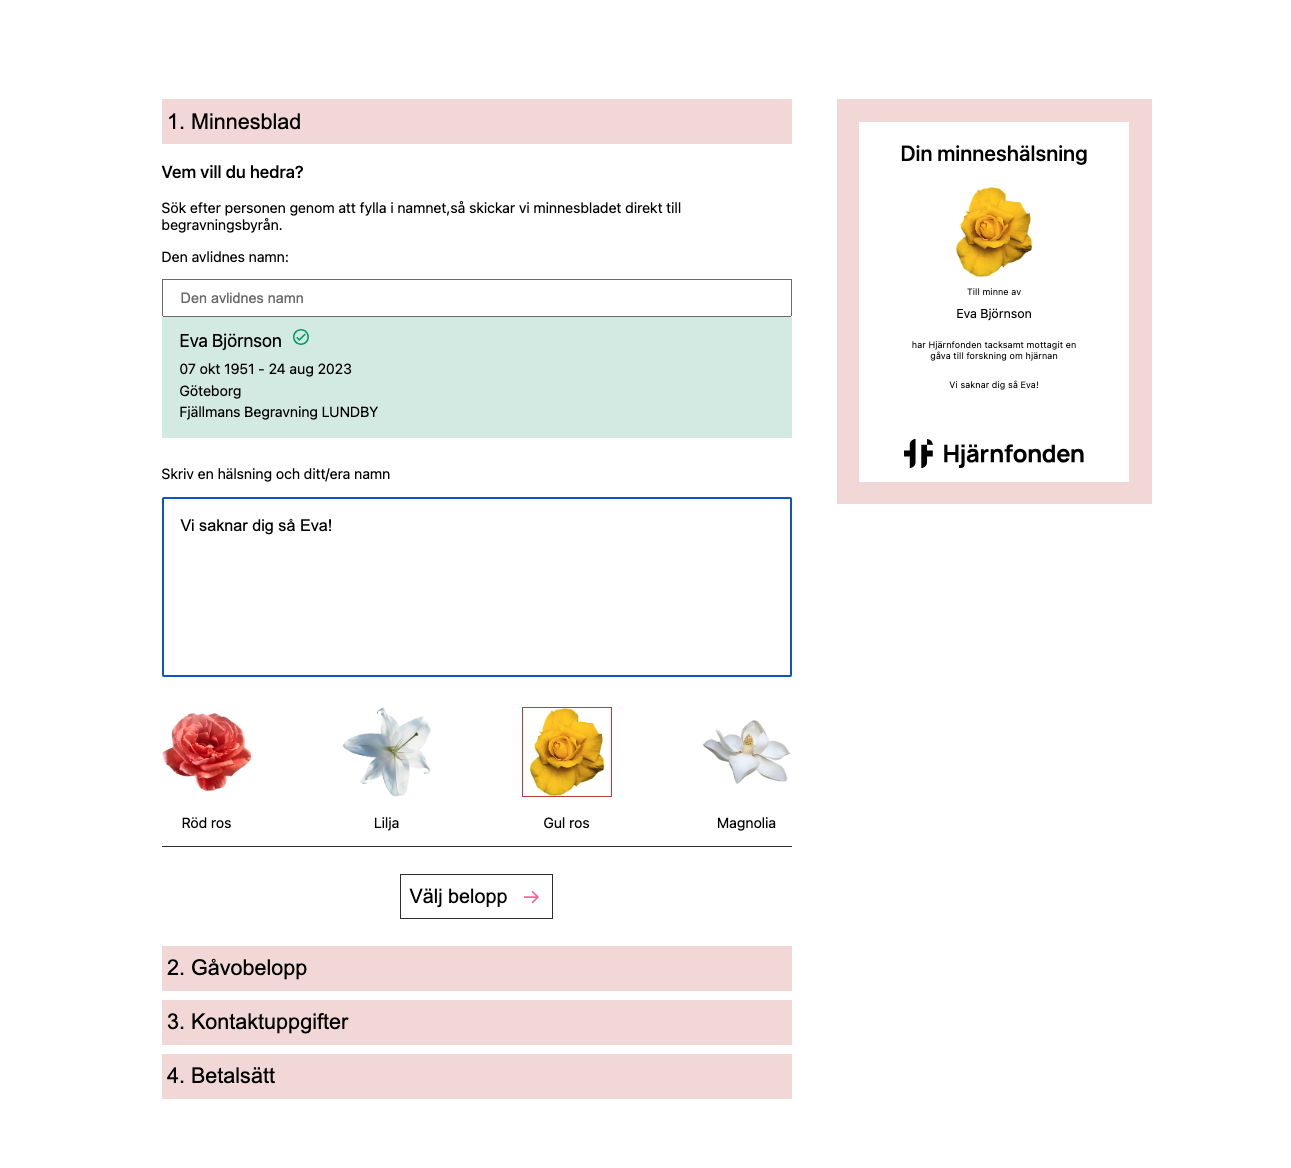 1. Minnesblad
Vem vill du hedra?
Sök efter personen genom att fylla i namnet,så skickar vi minnesbladet direkt till
begravningsbyrån.
Den avlidnes namn:
Den avlidnes namn
Eva Björnson
07 okt 1951 - 24 aug 2023
Göteborg
Fjällmans Begravning LUNDBY
Skriv en hälsning och ditt/era namn
Vi saknar dig så Eva!
Röd ros
Lilja
Gul ros
Magnolia
Välj belopp
2. Gåvobelopp
3. Kontaktuppgifter
4. Betalsätt
Din minneshälsning
Till minne av
Eva Björnson
har Hjärnfonden tacksamt mottagit en
gåva till forskning om hjärnan
Vi saknar dig så Eva!
Hjärnfonden